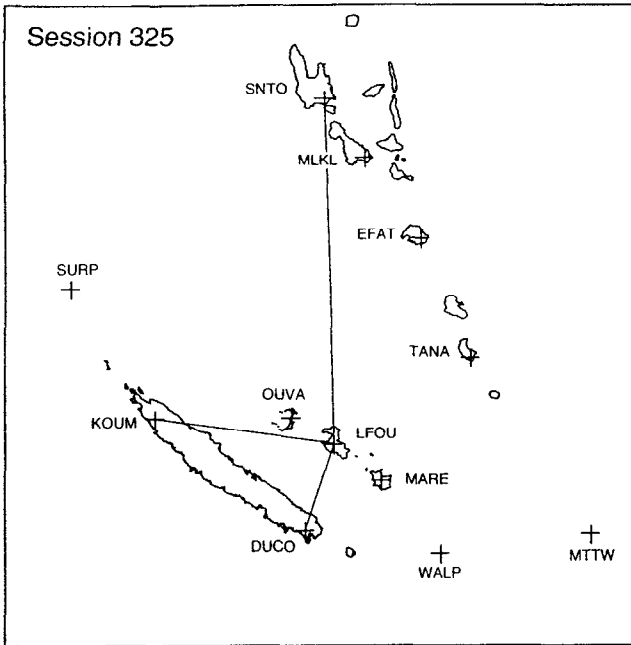 Session 325
SNTO
MLKL
EFAT
SURP
TANA
OUVA
KOUM
LFOU
MARE
DUCO
WALP
MTTW